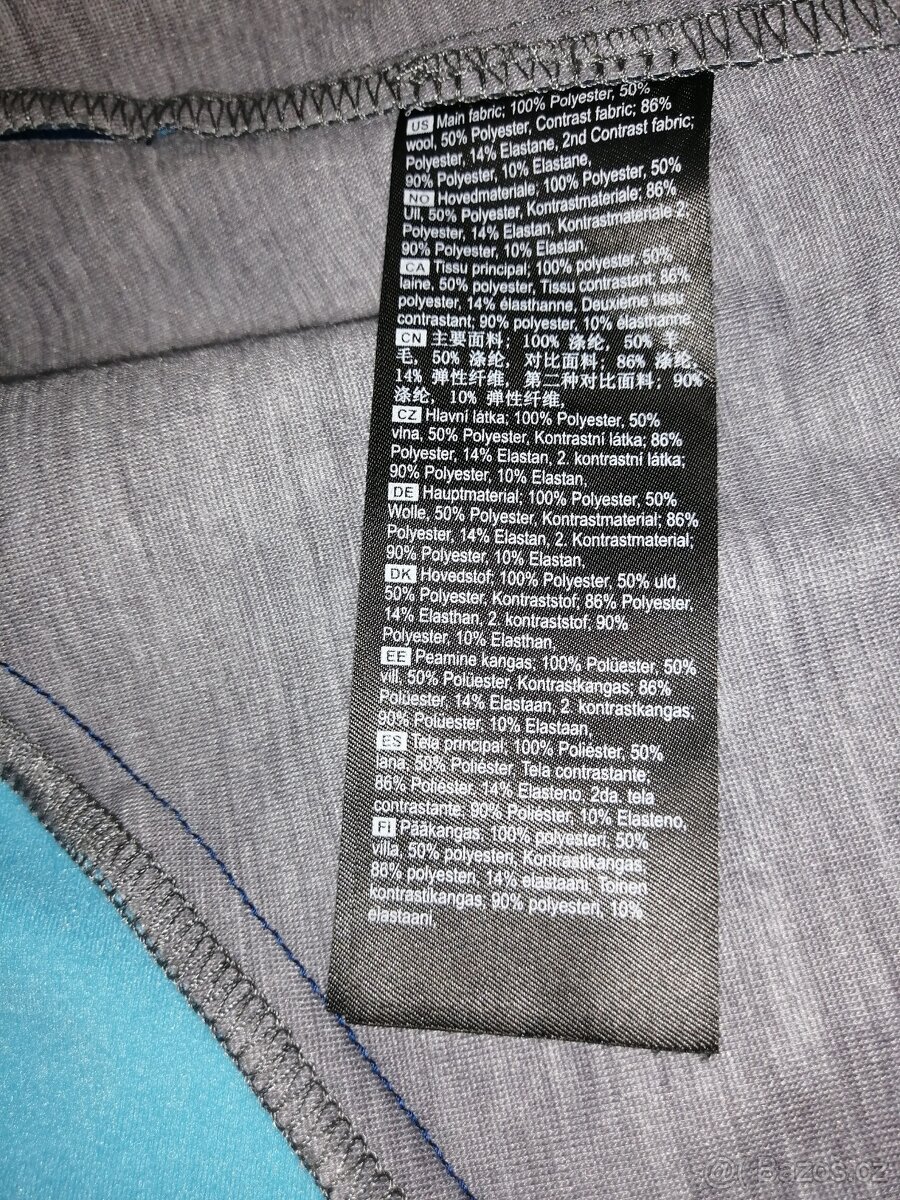 US Main fabric; 100% Polyester, 50%
wool, 50% Polyester, Contrast fabric; 86%
Polyester, 14% Elastane, 2nd Contrast fabric;
90% Polyester, 10% Elastane,
NO Hovedmateriale; 100% Polyester, 50%
Ull, 50% Polyester, Kontrastmateriale; 86%
Polyester, 14% Elastan, Kontrastmateriale 2;
90% Polyester, 10% Elastan,
CA Tissu principal; 100% polyester, 50%
laine, 50% polyester, Tissu contrastant; 86%
polyester, 14% élasthanne, Deuxième tissu
contrastant; 90% polyester, 10% élasthanne,
CN 主要面料; 100% 涤纶, 50% 羊
毛, 50% 涤纶, 对比面料; 86% 涤纶,
14% 弹性纤维, 第二种对比面料; 90%
涤纶, 10% 弹性纤维,
CZ Hlavní látka; 100% Polyester, 50%
vlna, 50% Polyester, Kontrastní látka; 86%
Polyester, 14% Elastan, 2. kontrastní látka;
90% Polyester, 10% Elastan,
DE Hauptmaterial; 100% Polyester, 50%
Wolle, 50% Polyester, Kontrastmaterial; 86%
Polyester, 14% Elastan, 2. Kontrastmaterial;
90% Polyester, 10% Elastan,
DK Hovedstof; 100% Polyester, 50% uld,
50% Polyester, Kontraststof; 86% Polyester,
14% Elasthan, 2. kontraststof, 90%
Polyester, 10% Elasthan,
EE Peamine kangas; 100% Polüester, 50%
vill, 50% Polüester, Kontrastkangas; 86%
Polüester, 14% Elastaan, 2. kontrastkangas;
90% Polüester, 10% Elastaan,
ES Tela principal; 100% Poliéster, 50%
lana, 50% Poliéster, Tela contrastante;
86% Poliéster, 14% Elasteno, 2da. tela
contrastante, 90% Poliéster, 10% Elasteno,
FI Pääkangas, 100% polyesteri, 50%
villa, 50% polyesteri, Kontrastikangas,
86% polyesteri, 14% elastaani, Toinen
kontrastikangas; 90% polyesteri, 10%
elastaani,
Bazos.cz